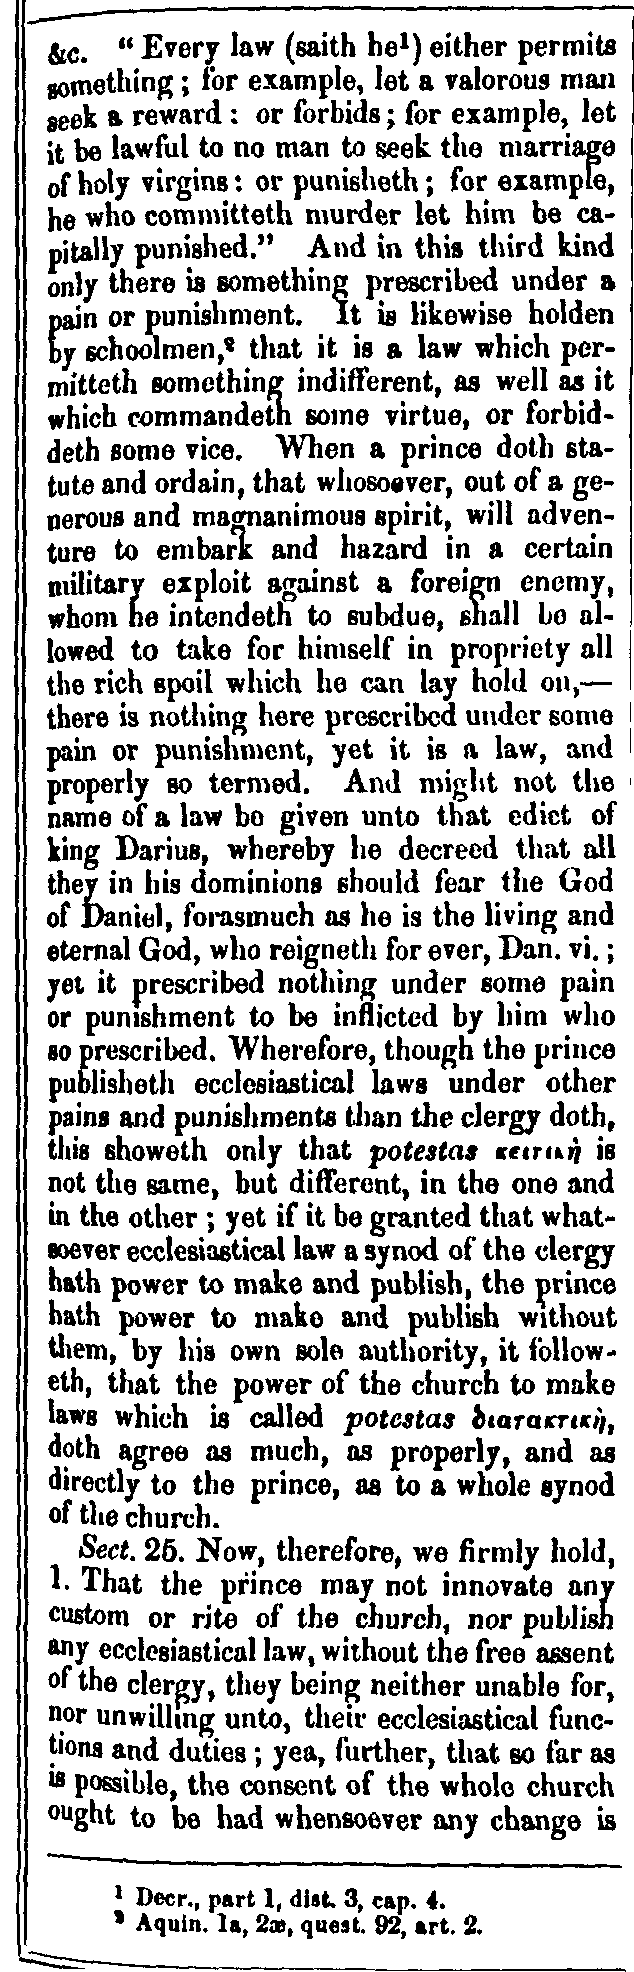 &c. “Every law (saith he¹) either permits
something; for example, let a valorous man
seek a reward: or forbids; for example, let
it be lawful to no man to seek the marriage
of holy virgins: or punisheth; for example,
he who committeth murder let him be ca-
pitally punished.” And in this third kind
only there is something prescribed under a
pain or punishment. It is likewise holden
by schoolmen,² that it is a law which per-
mitteth something indifferent, as well as it
which commandeth some virtue, or forbid-
deth some vice. When a prince doth sta-
tute and ordain, that whosoever, out of a ge-
nerous and magnanimous spirit, will adven-
ture to embark and hazard in a certain
military exploit against a foreign enemy,
whom he intendeth to subdue, shall be al-
lowed to take for himself in propriety all
the rich spoil which he can lay hold on,—
there is nothing here prescribed under some
pain or punishment, yet it is a law, and
properly so termed. And might not the
name of a law be given unto that edict of
king Darius, whereby he decreed that all
they in his dominions should fear the God
of Daniel, forasmuch as he is the living and
eternal God, who reigneth for ever, Dan. vi.;
yet it prescribed nothing under some pain
or punishment to be inflicted by him who
so prescribed. Wherefore, though the prince
publisheth ecclesiastical laws under other
pains and punishments than the clergy doth,
this showeth only that potestas κειτικὴ is
not the same, but different, in the one and
in the other; yet if it be granted that what-
soever ecclesiastical law a synod of the clergy
hath power to make and publish, the prince
hath power to make and publish without
them, by his own sole authority, it follow-
eth, that the power of the church to make
laws which is called potestas διατακτικὴ,
doth agree as much, as properly, and as
directly to the prince, as to a whole synod
of the church.
Sect. 25. Now, therefore, we firmly hold,
1. That the prince may not innovate any
custom or rite of the church, nor publish
any ecclesiastical law, without the free assent
of the clergy, they being neither unable for,
nor unwilling unto, their ecclesiastical func-
tions and duties; yea, further, that so far as
is possible, the consent of the whole church
ought to be had whensoever any change is
¹ Decr., part 1, dist. 3, cap. 4.
² Aquin. 1a, 2æ, quest. 92, art. 2.